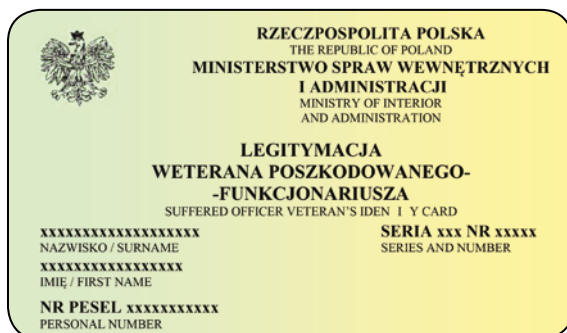 RZECZPOSPOLITA POLSKA
THE REPUBLIC OF POLAND
MINISTERSTWO SPRAW WEWNĘTRZNYCH
I ADMINISTRACJI
MINISTRY OF INTERIOR
AND ADMINISTRATION
LEGITYMACJA
WETERANA POSZKODOWANEGO-
-FUNKCJONARIUSZA
SUFFERED OFFICER VETERAN'S IDEN I Y CARD
xxxxxxxxxxxxxxxxxxx SERIA xxx NR xxxxx
NAZWISKO / SURNAME SERIES AND NUMBER
xxxxxxxxxxxxxxxxx
IMIĘ / FIRST NAME
NR PESEL xxxxxxxxxxx
PERSONAL NUMBER